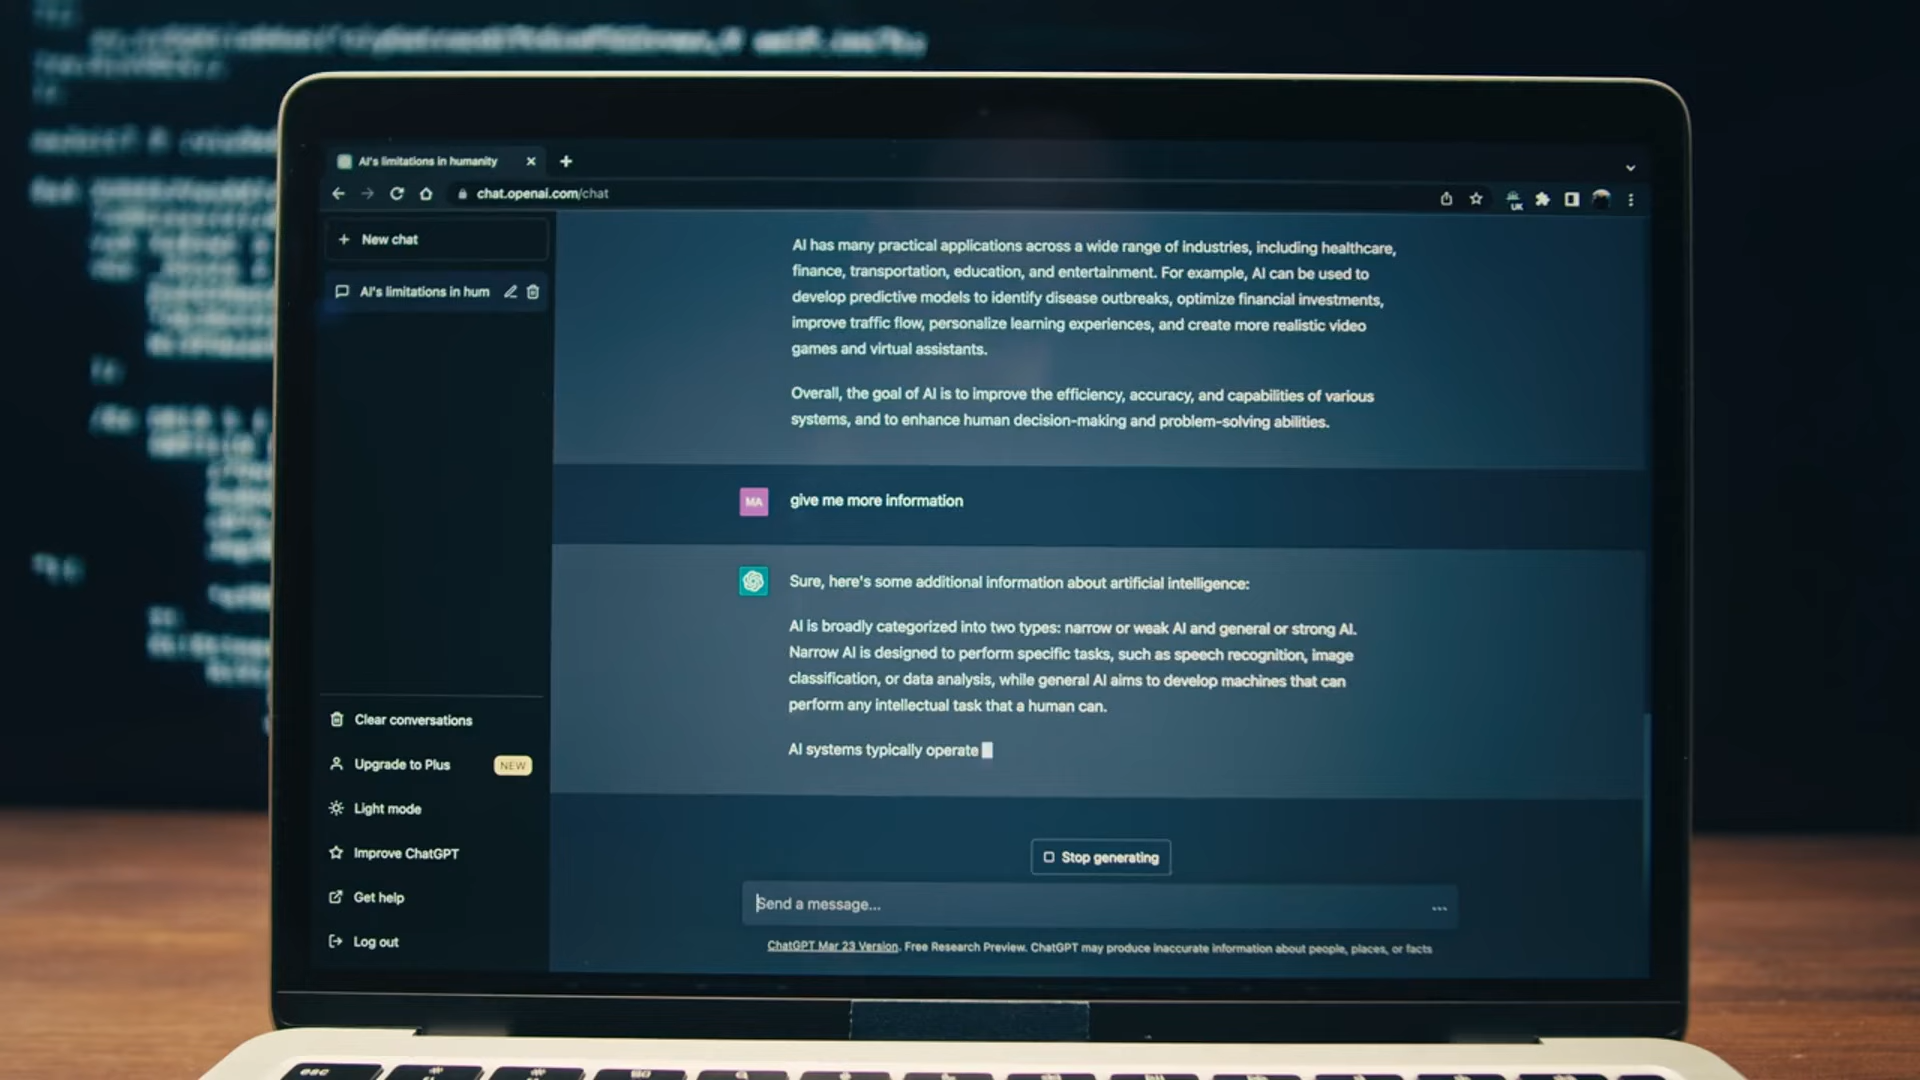 AI's limitations in humanity
chat.openai.com/chat
UK
New chat
AI's limitations in hum
AI has many practical applications across a wide range of industries, including healthcare,
finance, transportation, education, and entertainment. For example, AI can be used to
develop predictive models to identify disease outbreaks, optimize financial investments,
improve traffic flow, personalize learning experiences, and create more realistic video
games and virtual assistants.
Overall, the goal of AI is to improve the efficiency, accuracy, and capabilities of various
systems, and to enhance human decision-making and problem-solving abilities.
MA
give me more information
Sure, here's some additional information about artificial intelligence:
AI is broadly categorized into two types: narrow or weak AI and general or strong AI.
Narrow AI is designed to perform specific tasks, such as speech recognition, image
classification, or data analysis, while general AI aims to develop machines that can
perform any intellectual task that a human can.
AI systems typically operate
Clear conversations
Upgrade to Plus NEW
Light mode
Improve ChatGPT
Get help
Log out
Stop generating
Send a message...
ChatGPT Mar 23 Version. Free Research Preview. ChatGPT may produce inaccurate information about people, places, or facts
esc